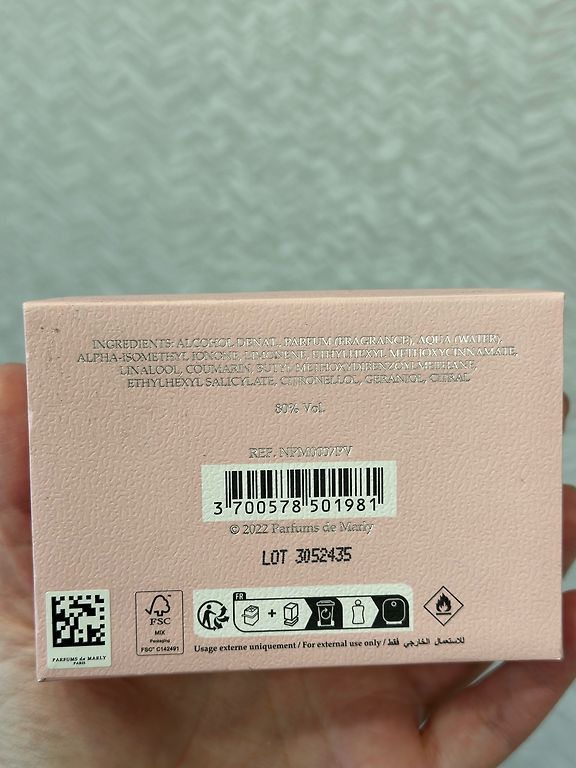 INGREDIENTS: ALCOHOL DENAT., PARFUM (FRAGRANCE), AQUA (WATER),
ALPHA-ISOMETHYL IONONE, LIMONENE, ETHYLHEXYL METHOXYCINNAMATE,
LINALOOL, COUMARIN, BUTYL METHOXYDIBENZOYLMETHANE,
ETHYLHEXYL SALICYLATE, CITRONELLOL, GERANIOL, CITRAL
80% Vol.
REF.
3 700578 501981
© 2022 Parfums de Marly
LOT 3052435
PARFUMS de MARLY
PARIS
FSC
MIX
Packaging
FSC® C142491
FR
+
Usage externe uniquement / For external use only / للاستعمال الخارجي فقط